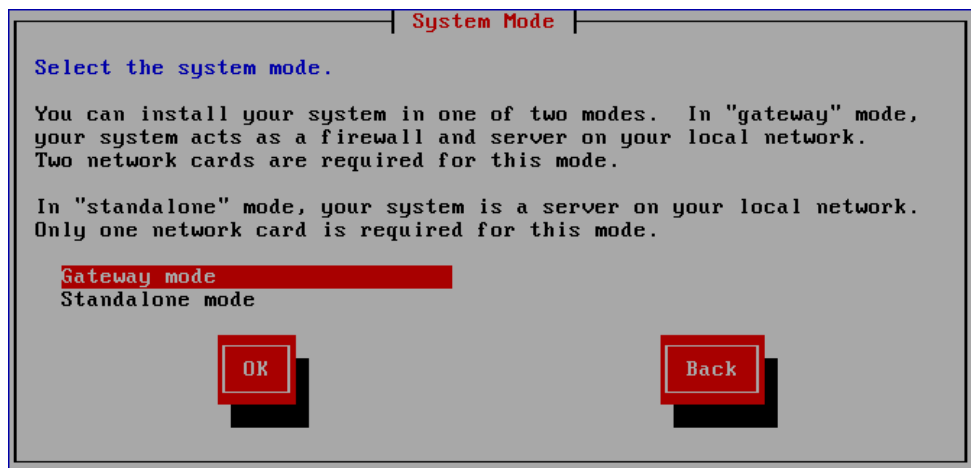 System Mode
Select the system mode.
You can install your system in one of two modes.  In "gateway" mode,
your system acts as a firewall and server on your local network.
Two network cards are required for this mode.
In "standalone" mode, your system is a server on your local network.
Only one network card is required for this mode.
Gateway mode
Standalone mode
OK
Back